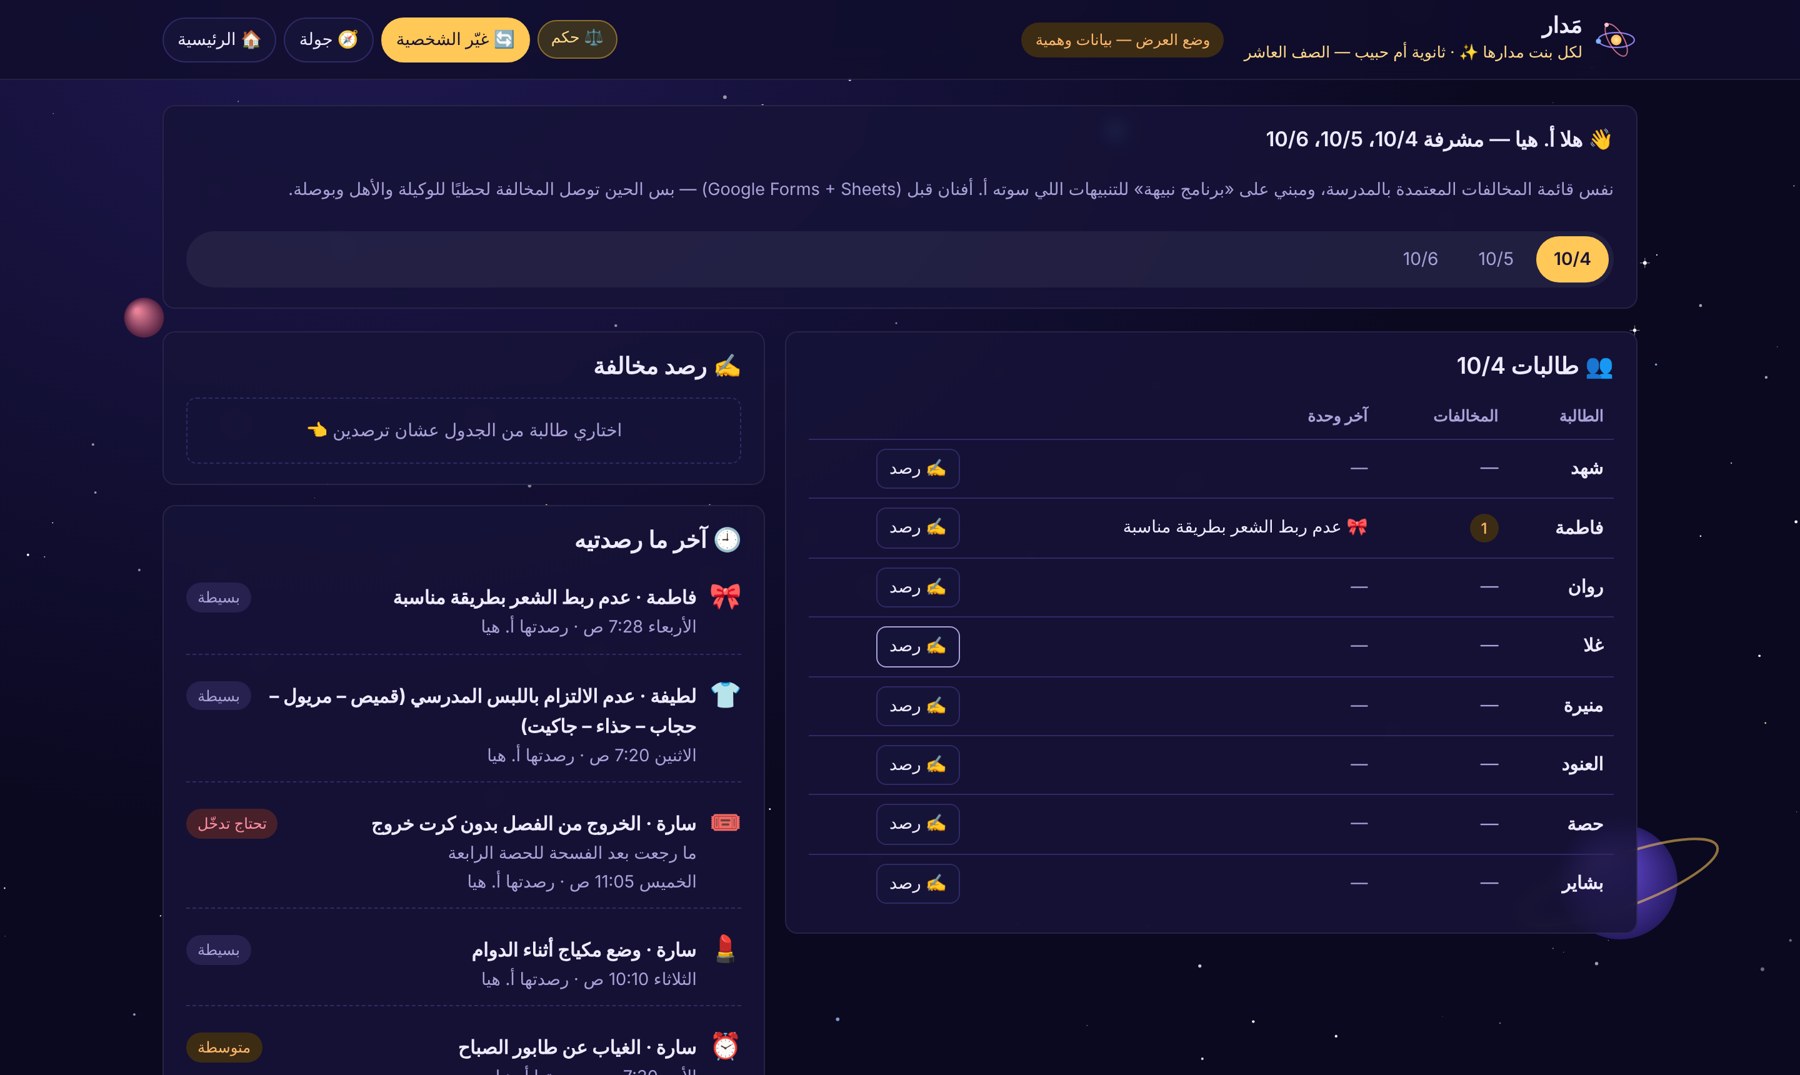 مَدار
لكل بنت مدارها ✨ · ثانوية أم حبيب — الصف العاشر
وضع العرض — بيانات وهمية
⚖️ حكم
🔄 غيّر الشخصية
🧭 جولة
🏠 الرئيسية
👋 هلا أ. هيا — مشرفة 10/4، 10/5، 10/6
نفس قائمة المخالفات المعتمدة بالمدرسة، ومبني على «برنامج نبيهة» للتنبيهات اللي سوته أ. أفنان قبل (Google Forms + Sheets) — بس الحين توصل المخالفة لحظيًا للوكيلة والأهل وبوصلة.
10/4 10/5 10/6
👥 طالبات 10/4
الطالبة المخالفات آخر وحدة
شهد — — ✍️ رصد
فاطمة 1 🎀 عدم ربط الشعر بطريقة مناسبة ✍️ رصد
روان — — ✍️ رصد
غلا — — ✍️ رصد
منيرة — — ✍️ رصد
العنود — — ✍️ رصد
حصة — — ✍️ رصد
بشاير — — ✍️ رصد
✍️ رصد مخالفة
اختاري طالبة من الجدول عشان ترصدين 👈
🕘 آخر ما رصدتيه
🎀 فاطمة · عدم ربط الشعر بطريقة مناسبة بسيطة
الأربعاء 7:28 ص · رصدتها أ. هيا
👕 لطيفة · عدم الالتزام باللبس المدرسي (قميص – مريول – بسيطة
حجاب – حذاء – جاكيت)
الاثنين 7:20 ص · رصدتها أ. هيا
🎟️ سارة · الخروج من الفصل بدون كرت خروج تحتاج تدخّل
ما رجعت بعد الفسحة للحصة الرابعة
الخميس 11:05 ص · رصدتها أ. هيا
💄 سارة · وضع مكياج أثناء الدوام بسيطة
الثلاثاء 10:10 ص · رصدتها أ. هيا
⏰ سارة · الغياب عن طابور الصباح متوسطة